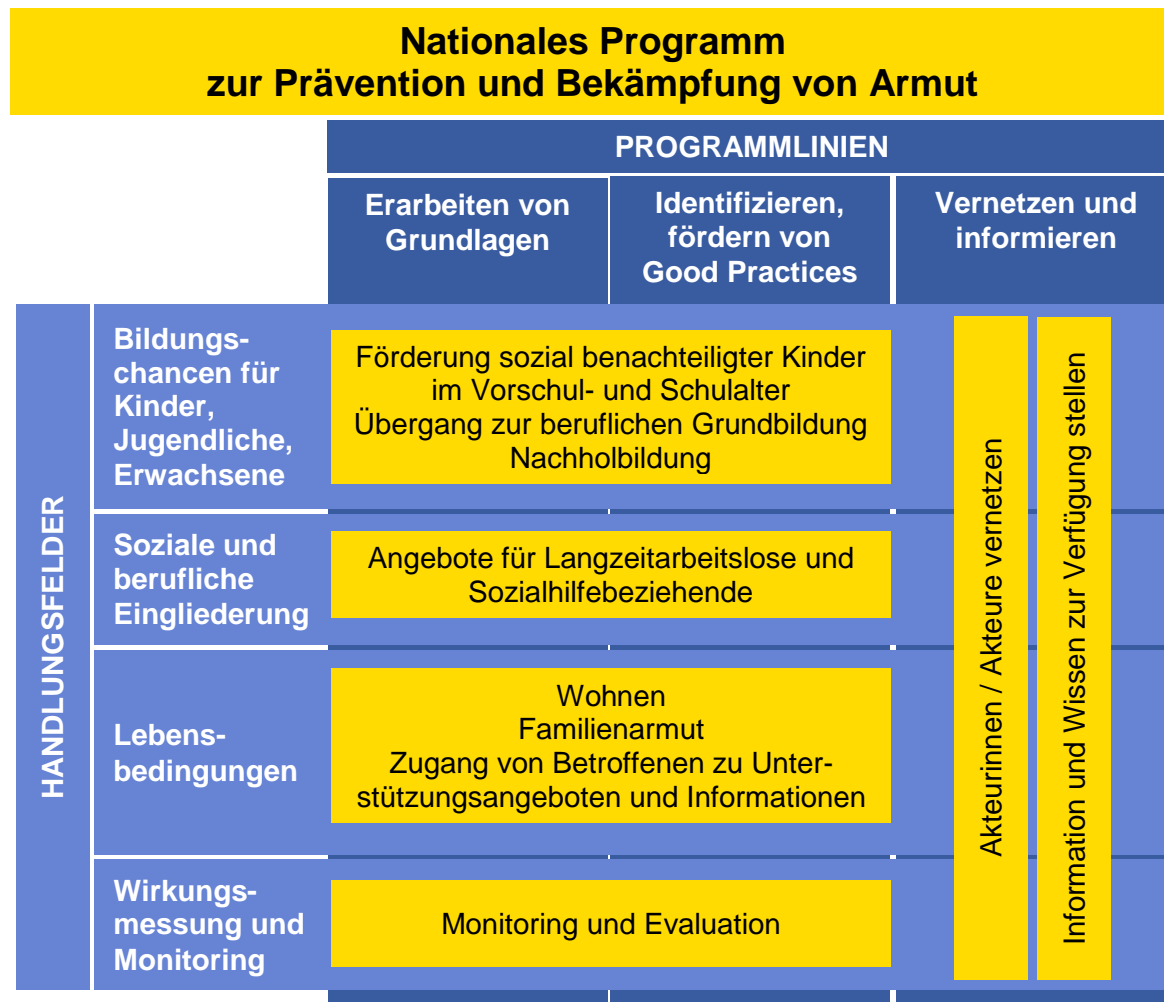 Nationales Programm
zur Prävention und Bekämpfung von Armut
PROGRAMMLINIEN
Erarbeiten von
Grundlagen
Identifizieren,
fördern von
Good Practices
Vernetzen und
informieren
HANDLUNGSFELDER
Bildungs-
chancen für
Kinder,
Jugendliche,
Erwachsene
Förderung sozial benachteiligter Kinder
im Vorschul- und Schulalter
Übergang zur beruflichen Grundbildung
Nachholbildung
Soziale und
berufliche
Eingliederung
Angebote für Langzeitarbeitslose und
Sozialhilfebeziehende
Lebens-
bedingungen
Wohnen
Familienarmut
Zugang von Betroffenen zu Unter-
stützungsangeboten und Informationen
Wirkungs-
messung und
Monitoring
Monitoring und Evaluation
Akteurinnen / Akteure vernetzen
Information und Wissen zur Verfügung stellen